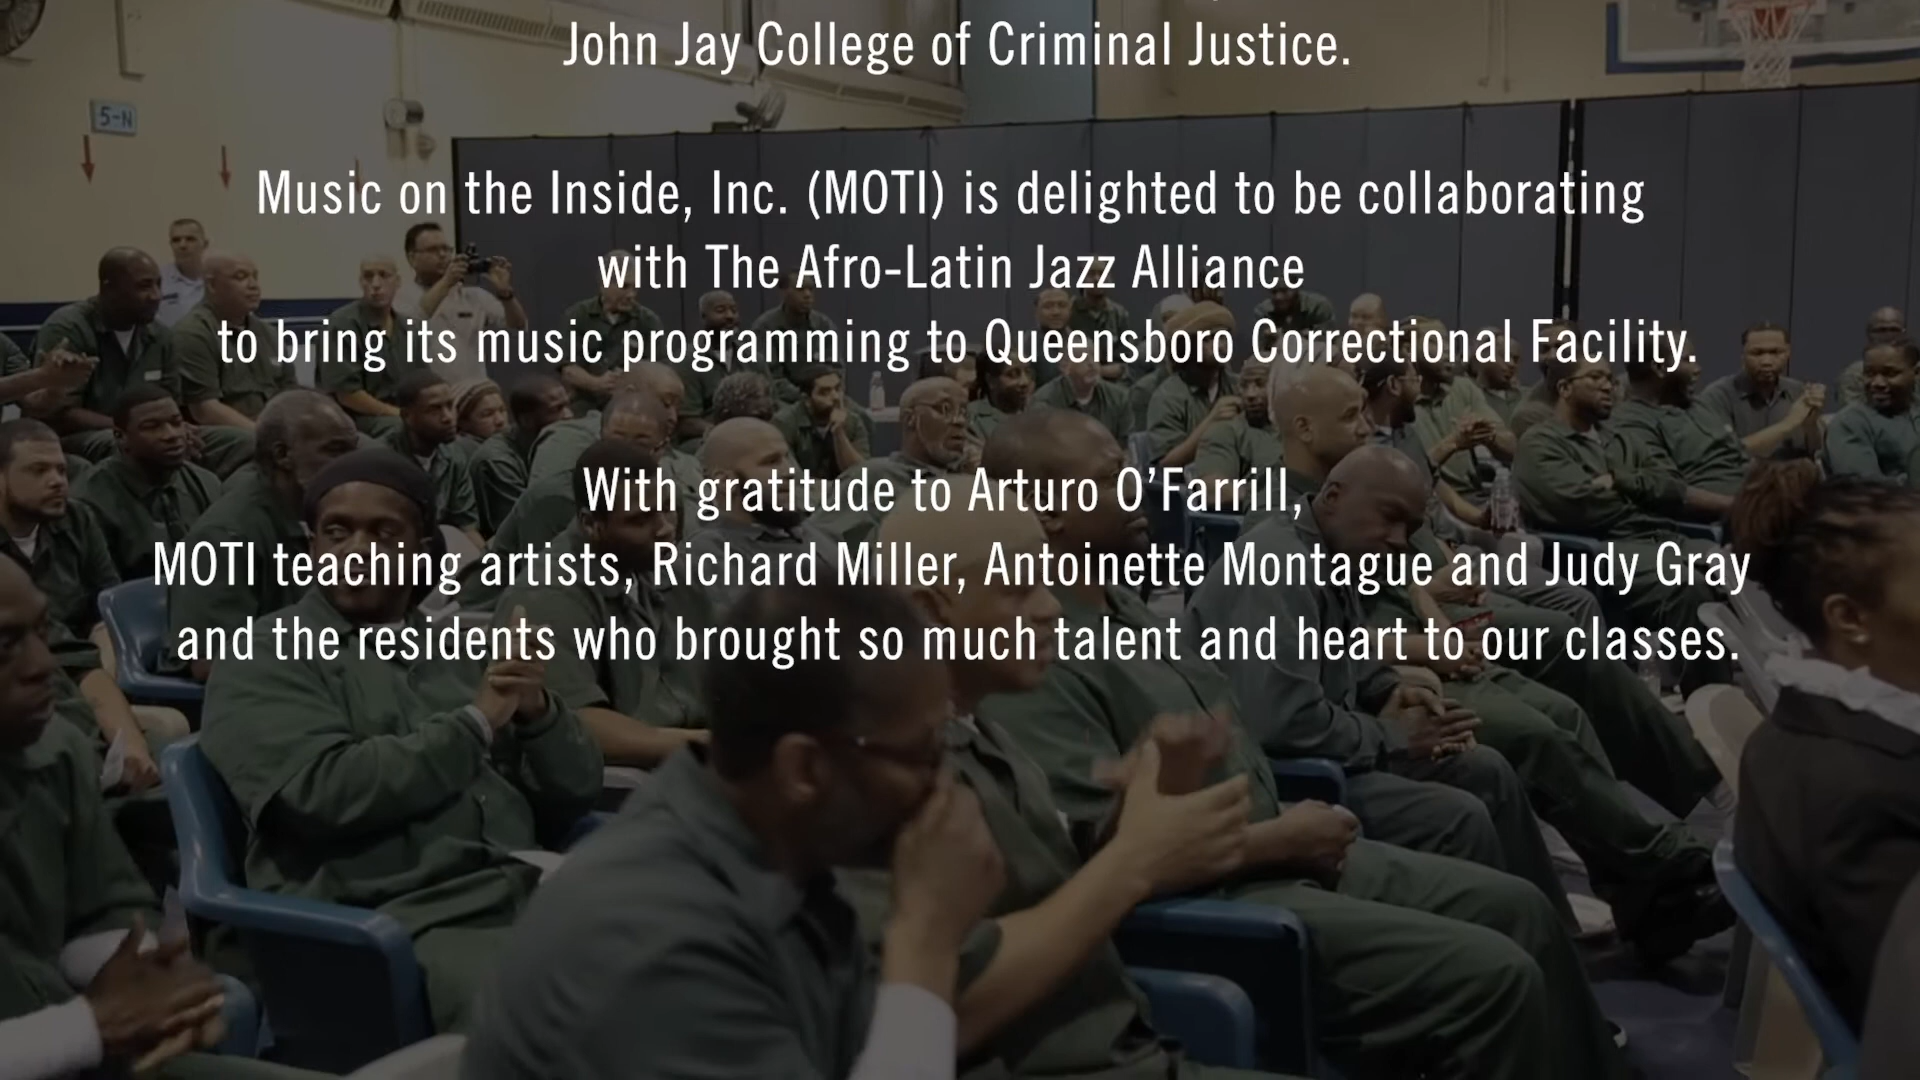 John Jay College of Criminal Justice.
5-N
Music on the Inside, Inc. (MOTI) is delighted to be collaborating
with The Afro-Latin Jazz Alliance
to bring its music programming to Queensboro Correctional Facility.
With gratitude to Arturo O'Farrill,
MOTI teaching artists, Richard Miller, Antoinette Montague and Judy Gray
and the residents who brought so much talent and heart to our classes.